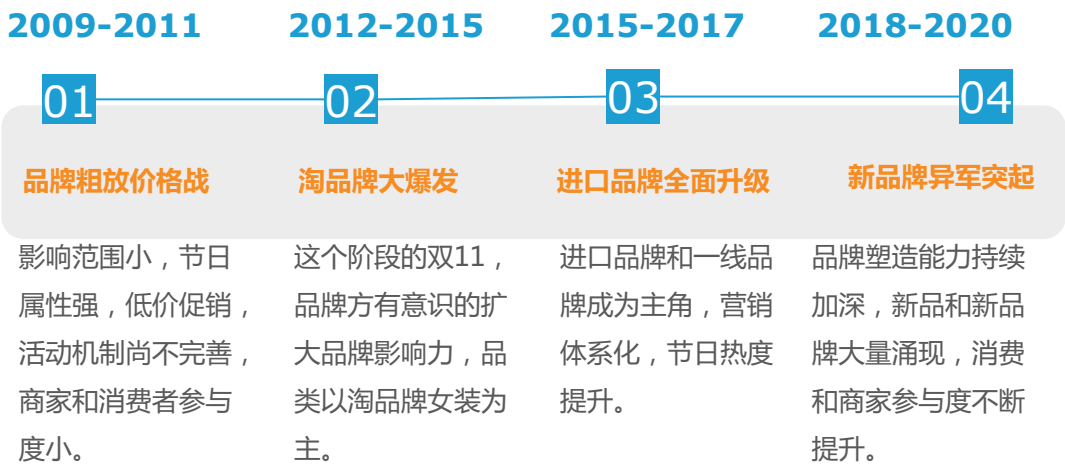 2009-2011
2012-2015
2015-2017
2018-2020
01
02
03
04
品牌粗放价格战
淘品牌大爆发
进口品牌全面升级
新品牌异军突起
影响范围小，节日
属性强，低价促销，
活动机制尚不完善，
商家和消费者参与
度小。
这个阶段的双11，
品牌方有意识的扩
大品牌影响力，品
类以淘品牌女装为
主。
进口品牌和一线品
牌成为主角，营销
体系化，节日热度
提升。
品牌塑造能力持续
加深，新品和新品
牌大量涌现，消费
和商家参与度不断
提升。